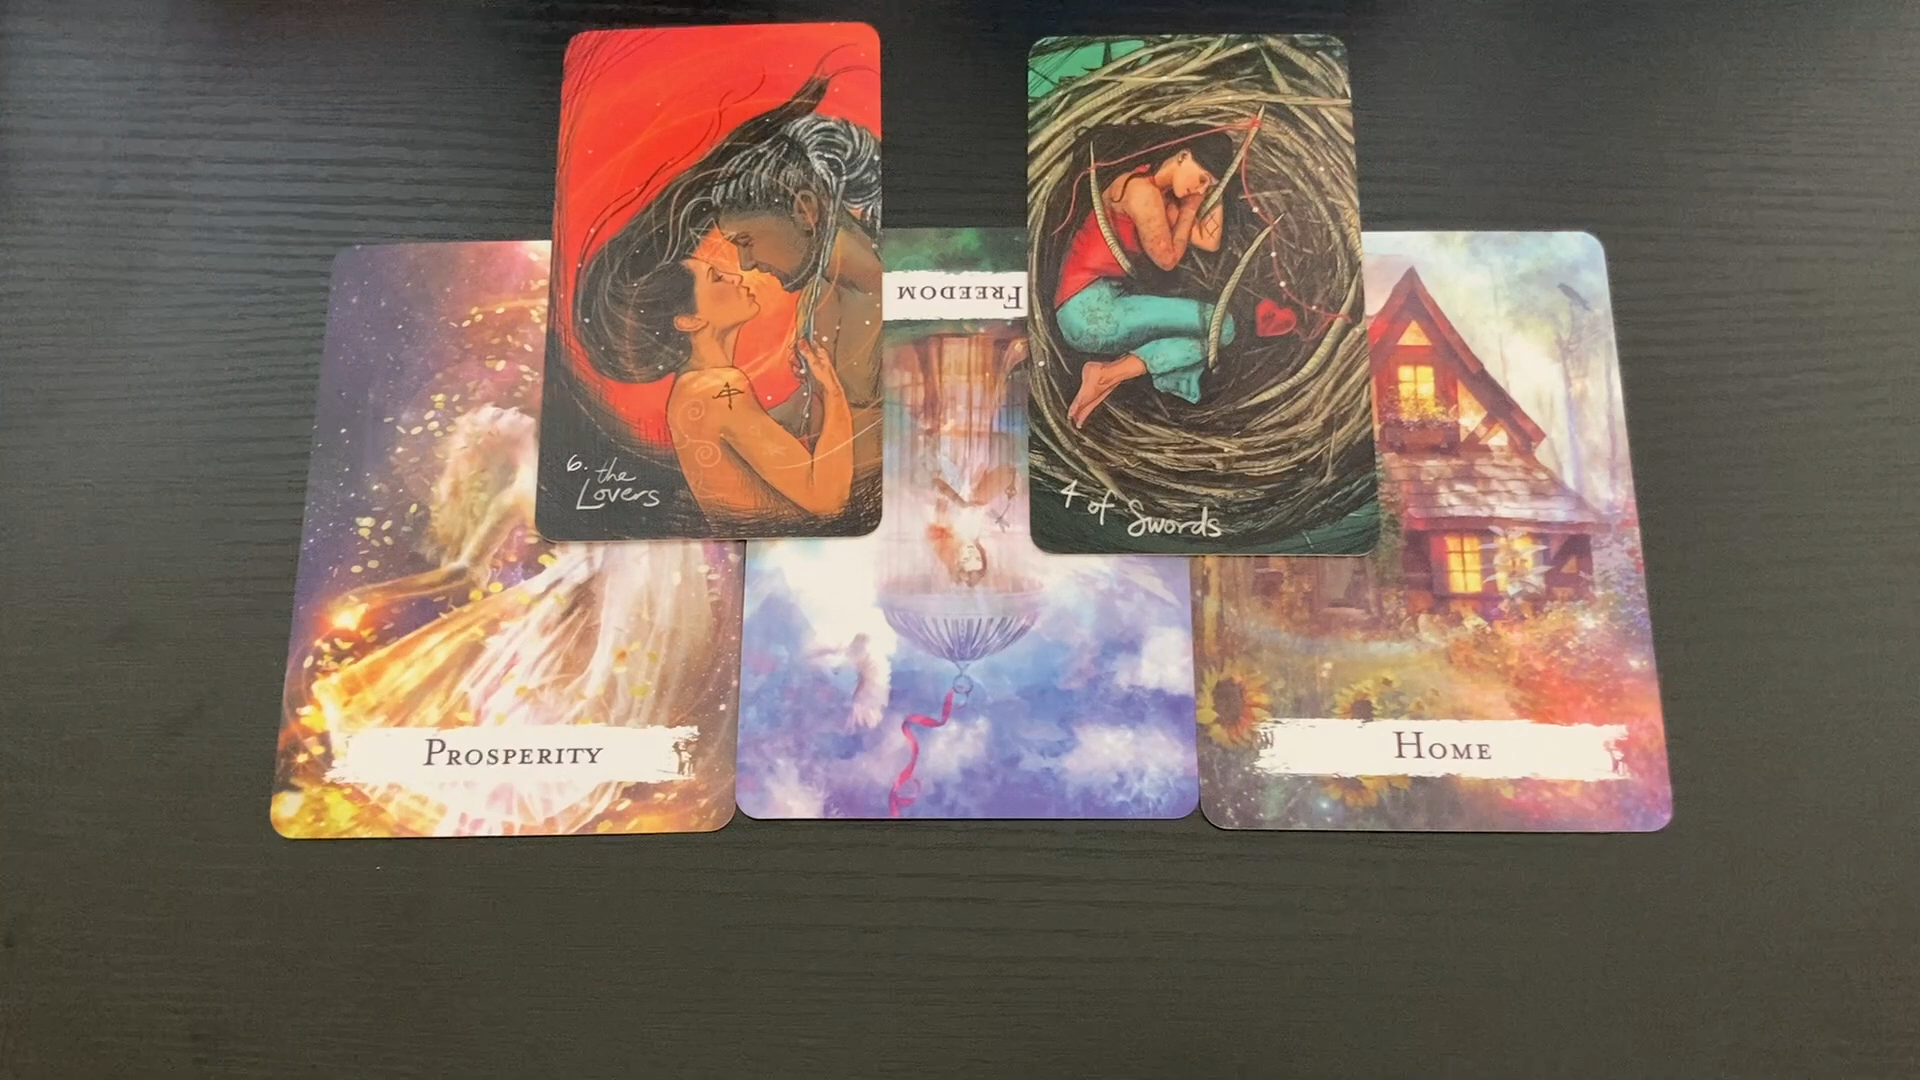 FREEDOM
6. the
Lovers
4 of Swords
PROSPERITY
HOME